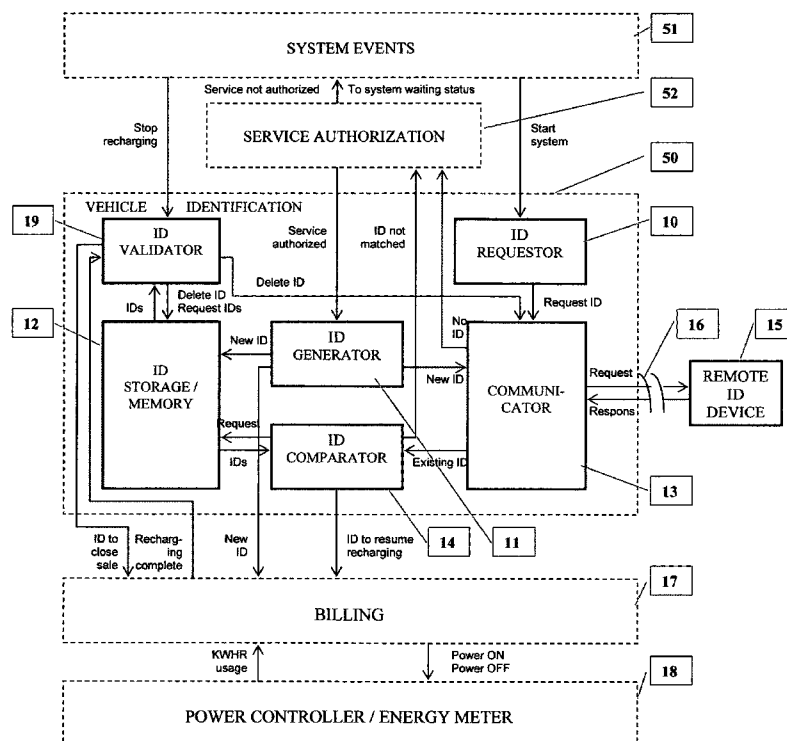 SYSTEM EVENTS
51
Service not authorized
To system waiting status
52
SERVICE AUTHORIZATION
Stop
recharging
Start
system
50
VEHICLE IDENTIFICATION
19
ID
VALIDATOR
Service
authorized
ID not
matched
ID
REQUESTOR
10
Delete ID
IDs
Delete ID
Request IDs
Request ID
12
ID
STORAGE /
MEMORY
New ID
ID
GENERATOR
New ID
No
ID
COMMUNI-
CATOR
16
15
Request
Respons
REMOTE
ID
DEVICE
Request
IDs
ID
COMPARATOR
Existing ID
13
14
11
ID to
close
sale
Recharg-
ing
complete
New
ID
ID to resume
recharging
17
BILLING
KWHR
usage
Power ON
Power OFF
18
POWER CONTROLLER / ENERGY METER